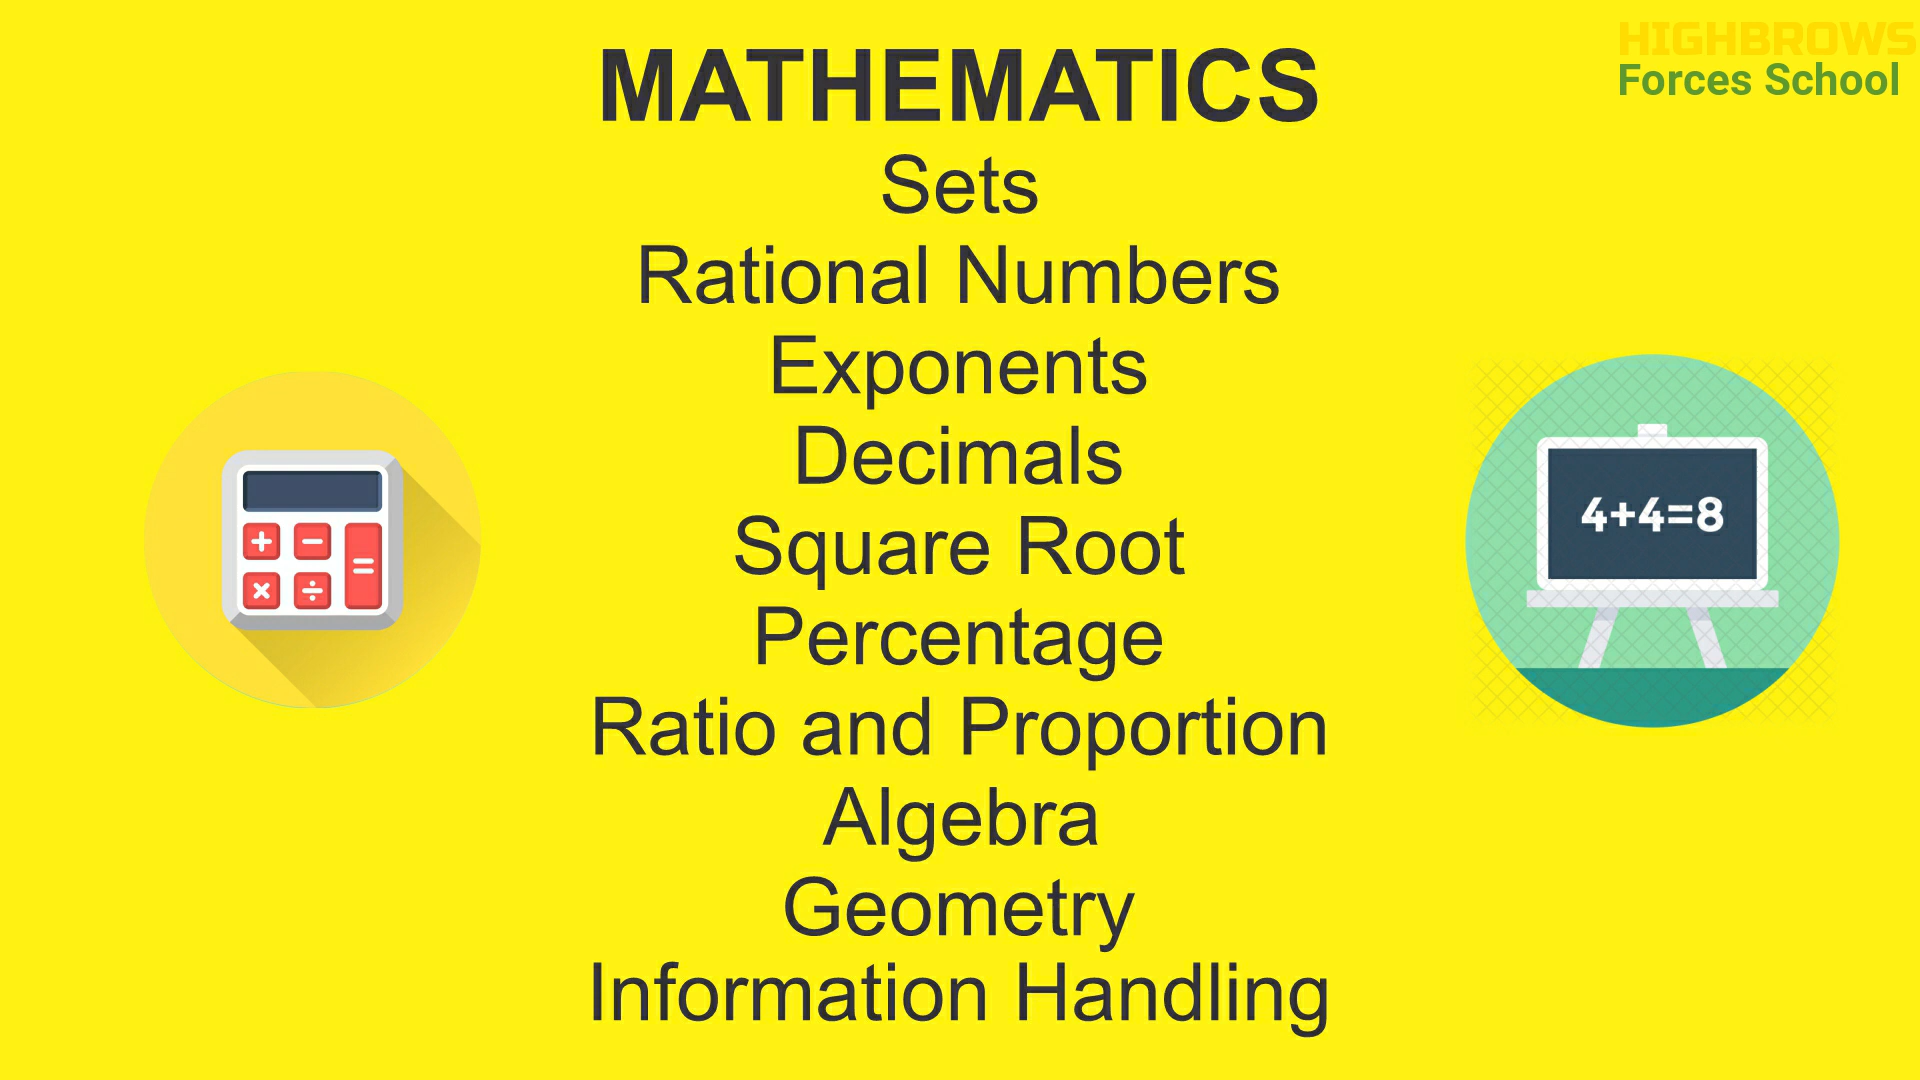 HIGHBROWS
Forces School
MATHEMATICS
Sets
Rational Numbers
Exponents
Decimals
Square Root
Percentage
Ratio and Proportion
Algebra
Geometry
Information Handling
+ − =
× ÷
4+4=8